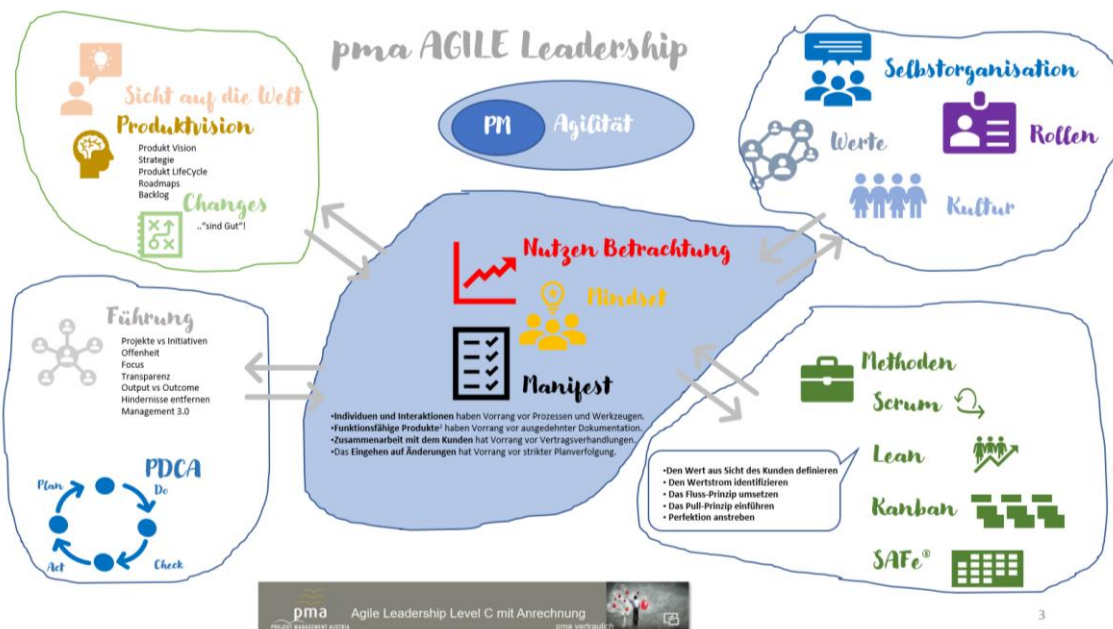 pma AGILE Leadership
PM
Agilität
Sicht auf die Welt
Produktvision
Produkt Vision
Strategie
Produkt LifeCycle
Roadmaps
Backlog
Changes
.."sind Gut"!
Selbstorganisation
Werte
Rollen
Kultur
Nutzen Betrachtung
Mindset
Manifest
•Individuen und Interaktionen haben Vorrang vor Prozessen und Werkzeugen.
•Funktionsfähige Produkte² haben Vorrang vor ausgedehnter Dokumentation.
•Zusammenarbeit mit dem Kunden hat Vorrang vor Vertragsverhandlungen.
•Das Eingehen auf Änderungen hat Vorrang vor strikter Planverfolgung.
Führung
Projekte vs Initiativen
Offenheit
Focus
Transparenz
Output vs Outcome
Hindernisse entfernen
Management 3.0
PDCA
Plan
Do
Act
Check
Methoden
Scrum
Lean
•Den Wert aus Sicht des Kunden definieren
• Den Wertstrom identifizieren
• Das Fluss-Prinzip umsetzen
• Das Pull-Prinzip einführen
• Perfektion anstreben
Kanban
SAFe®
pma
PROJEKT MANAGEMENT AUSTRIA
Agile Leadership Level C mit Anrechnung
pma vertraulich
3